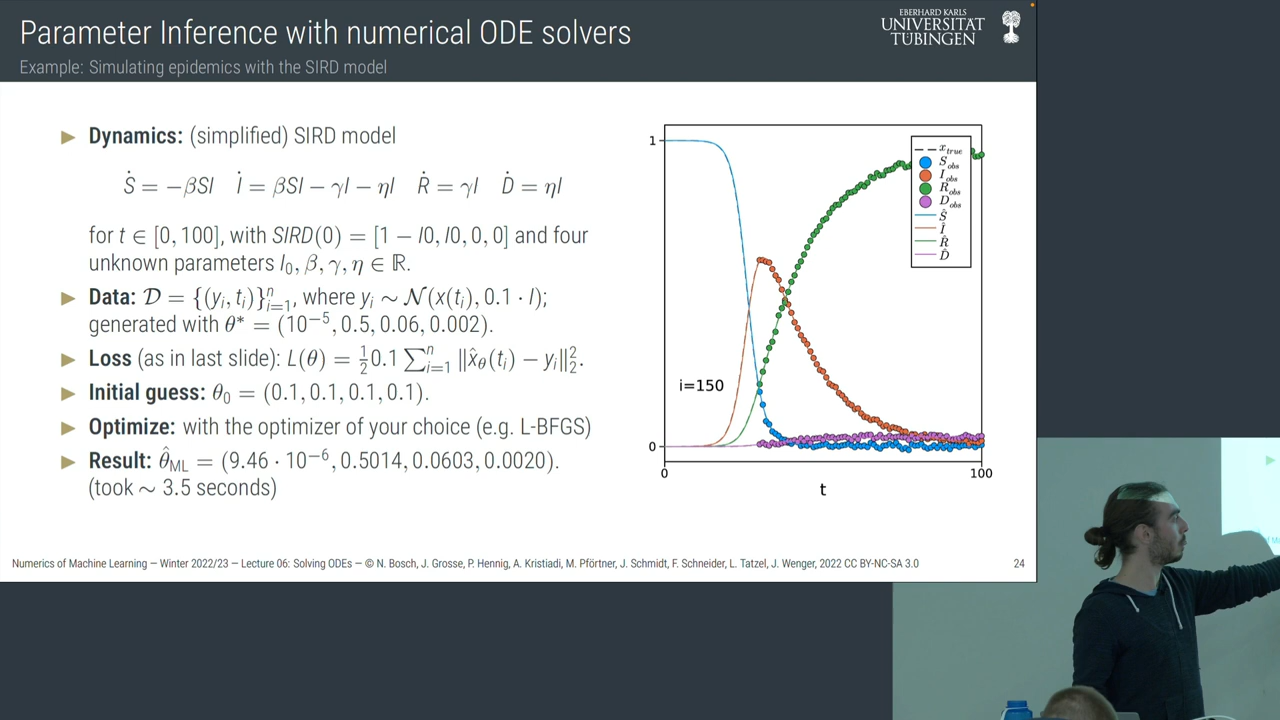 Parameter Inference with numerical ODE solvers
Example: Simulating epidemics with the SIRD model
EBERHARD KARLS
UNIVERSITÄT
TÜBINGEN
▶ Dynamics: (simplified) SIRD model
Ṡ = −βSI İ = βSI − γI − ηI Ṙ = γI Ḋ = ηI
for t ∈ [0, 100], with SIRD(0) = [1 − I0, I0, 0, 0] and four
unknown parameters I₀, β, γ, η ∈ ℝ.
▶ Data: 𝒟 = {(yᵢ, tᵢ)}ⁿᵢ₌₁, where yᵢ ∼ 𝒩(x(tᵢ), 0.1 · I);
generated with θ* = (10⁻⁵, 0.5, 0.06, 0.002).
▶ Loss (as in last slide): L(θ) = ½0.1 ∑ⁿᵢ₌₁ ‖x̂θ(tᵢ) − yᵢ‖²₂.
▶ Initial guess: θ₀ = (0.1, 0.1, 0.1, 0.1).
▶ Optimize: with the optimizer of your choice (e.g. L-BFGS)
▶ Result: θ̂ML = (9.46 · 10⁻⁶, 0.5014, 0.0603, 0.0020).
(took ∼ 3.5 seconds)
1
0
i=150
0
100
t
x_true
S_obs
I_obs
R_obs
D_obs
Ŝ
Î
R̂
D̂
Numerics of Machine Learning — Winter 2022/23 — Lecture 06: Solving ODEs — © N. Bosch, J. Grosse, P. Hennig, A. Kristiadi, M. Pförtner, J. Schmidt, F. Schneider, L. Tatzel, J. Wenger, 2022 CC BY-NC-SA 3.0
24